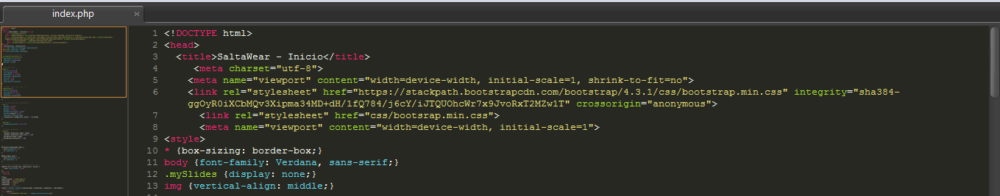 index.php
1 <!DOCTYPE html>
2 <head>
3 <title>SaltaWear - Inicio</title>
4 <meta charset="utf-8">
5 <meta name="viewport" content="width=device-width, initial-scale=1, shrink-to-fit=no">
6 <link rel="stylesheet" href="https://stackpath.bootstrapcdn.com/bootstrap/4.3.1/css/bootstrap.min.css" integrity="sha384-
ggOyR0iXCbMQv3Xipma34MD+dH/1fQ784/j6cY/iJTQUOhcWr7x9JvoRxT2MZw1T" crossorigin="anonymous">
7 <link rel="stylesheet" href="css/bootsrap.min.css">
8 <meta name="viewport" content="width=device-width, initial-scale=1">
9 <style>
10 * {box-sizing: border-box;}
11 body {font-family: Verdana, sans-serif;}
12 .mySlides {display: none;}
13 img {vertical-align: middle;}